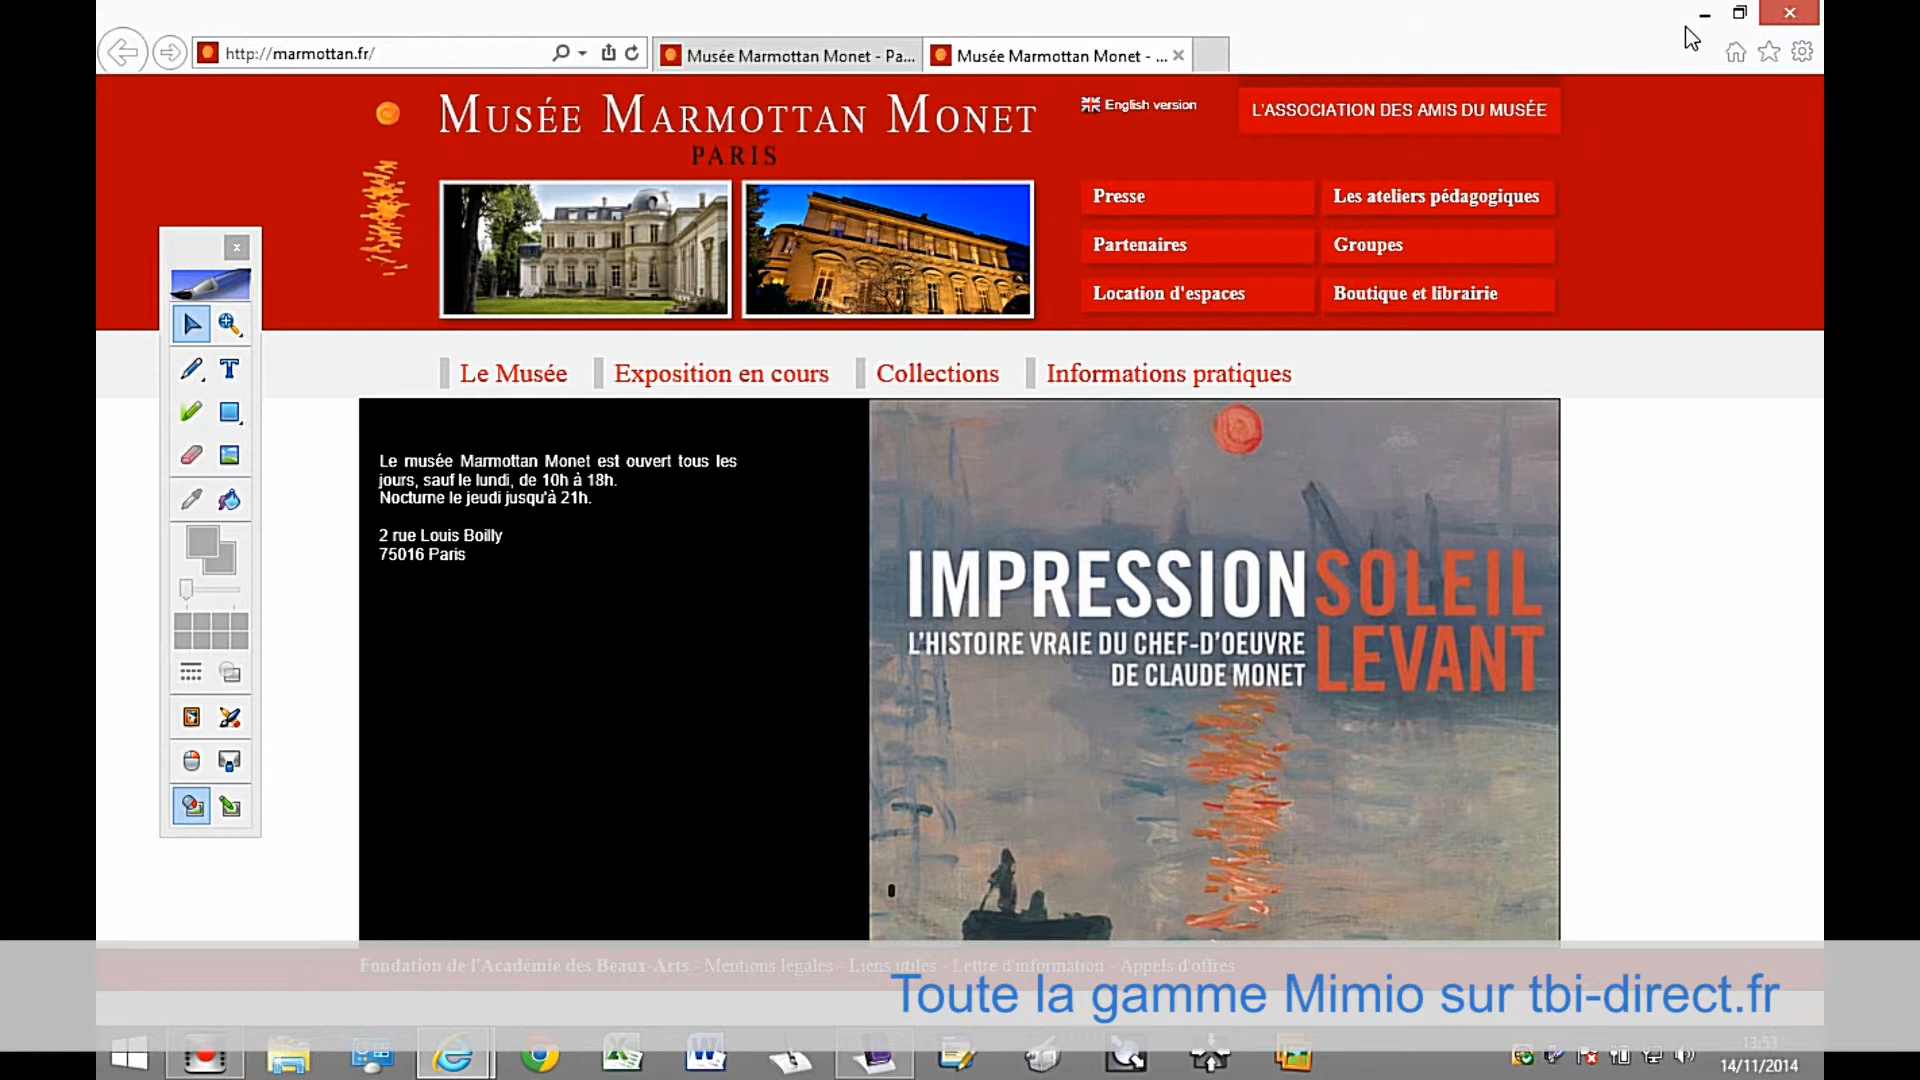 http://marmottan.fr/
Musée Marmottan Monet - Pa...
Musée Marmottan Monet - ...
MUSÉE MARMOTTAN MONET
PARIS
English version
L'ASSOCIATION DES AMIS DU MUSÉE
Presse
Les ateliers pédagogiques
Partenaires
Groupes
Location d'espaces
Boutique et librairie
Le Musée
Exposition en cours
Collections
Informations pratiques
Le musée Marmottan Monet est ouvert tous les
jours, sauf le lundi, de 10h à 18h.
Nocturne le jeudi jusqu'à 21h.
2 rue Louis Boilly
75016 Paris
IMPRESSION SOLEIL
L'HISTOIRE VRAIE DU CHEF-D'OEUVRE
DE CLAUDE MONET
LEVANT
Fondation de l'Académie des Beaux-Arts - Mentions légales - Liens utiles - Lettre d'information - Appels d'offres
Toute la gamme Mimio sur tbi-direct.fr
13:53
14/11/2014